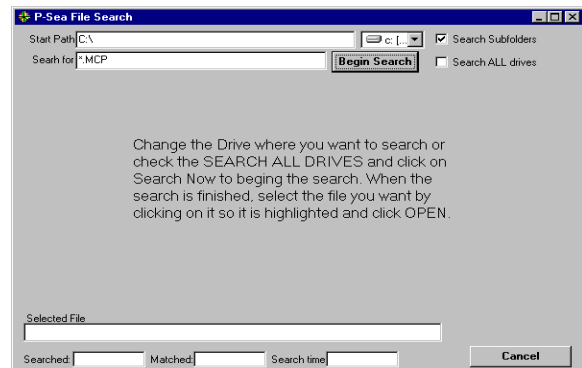 P-Sea File Search
Start Path C:\ c: [... Search Subfolders
Searh for *.MCP Begin Search Search ALL drives
Change the Drive where you want to search or
check the SEARCH ALL DRIVES and click on
Search Now to beging the search. When the
search is finished, select the file you want by
clicking on it so it is highlighted and click OPEN.
Selected File
Searched: Matched: Search time Cancel